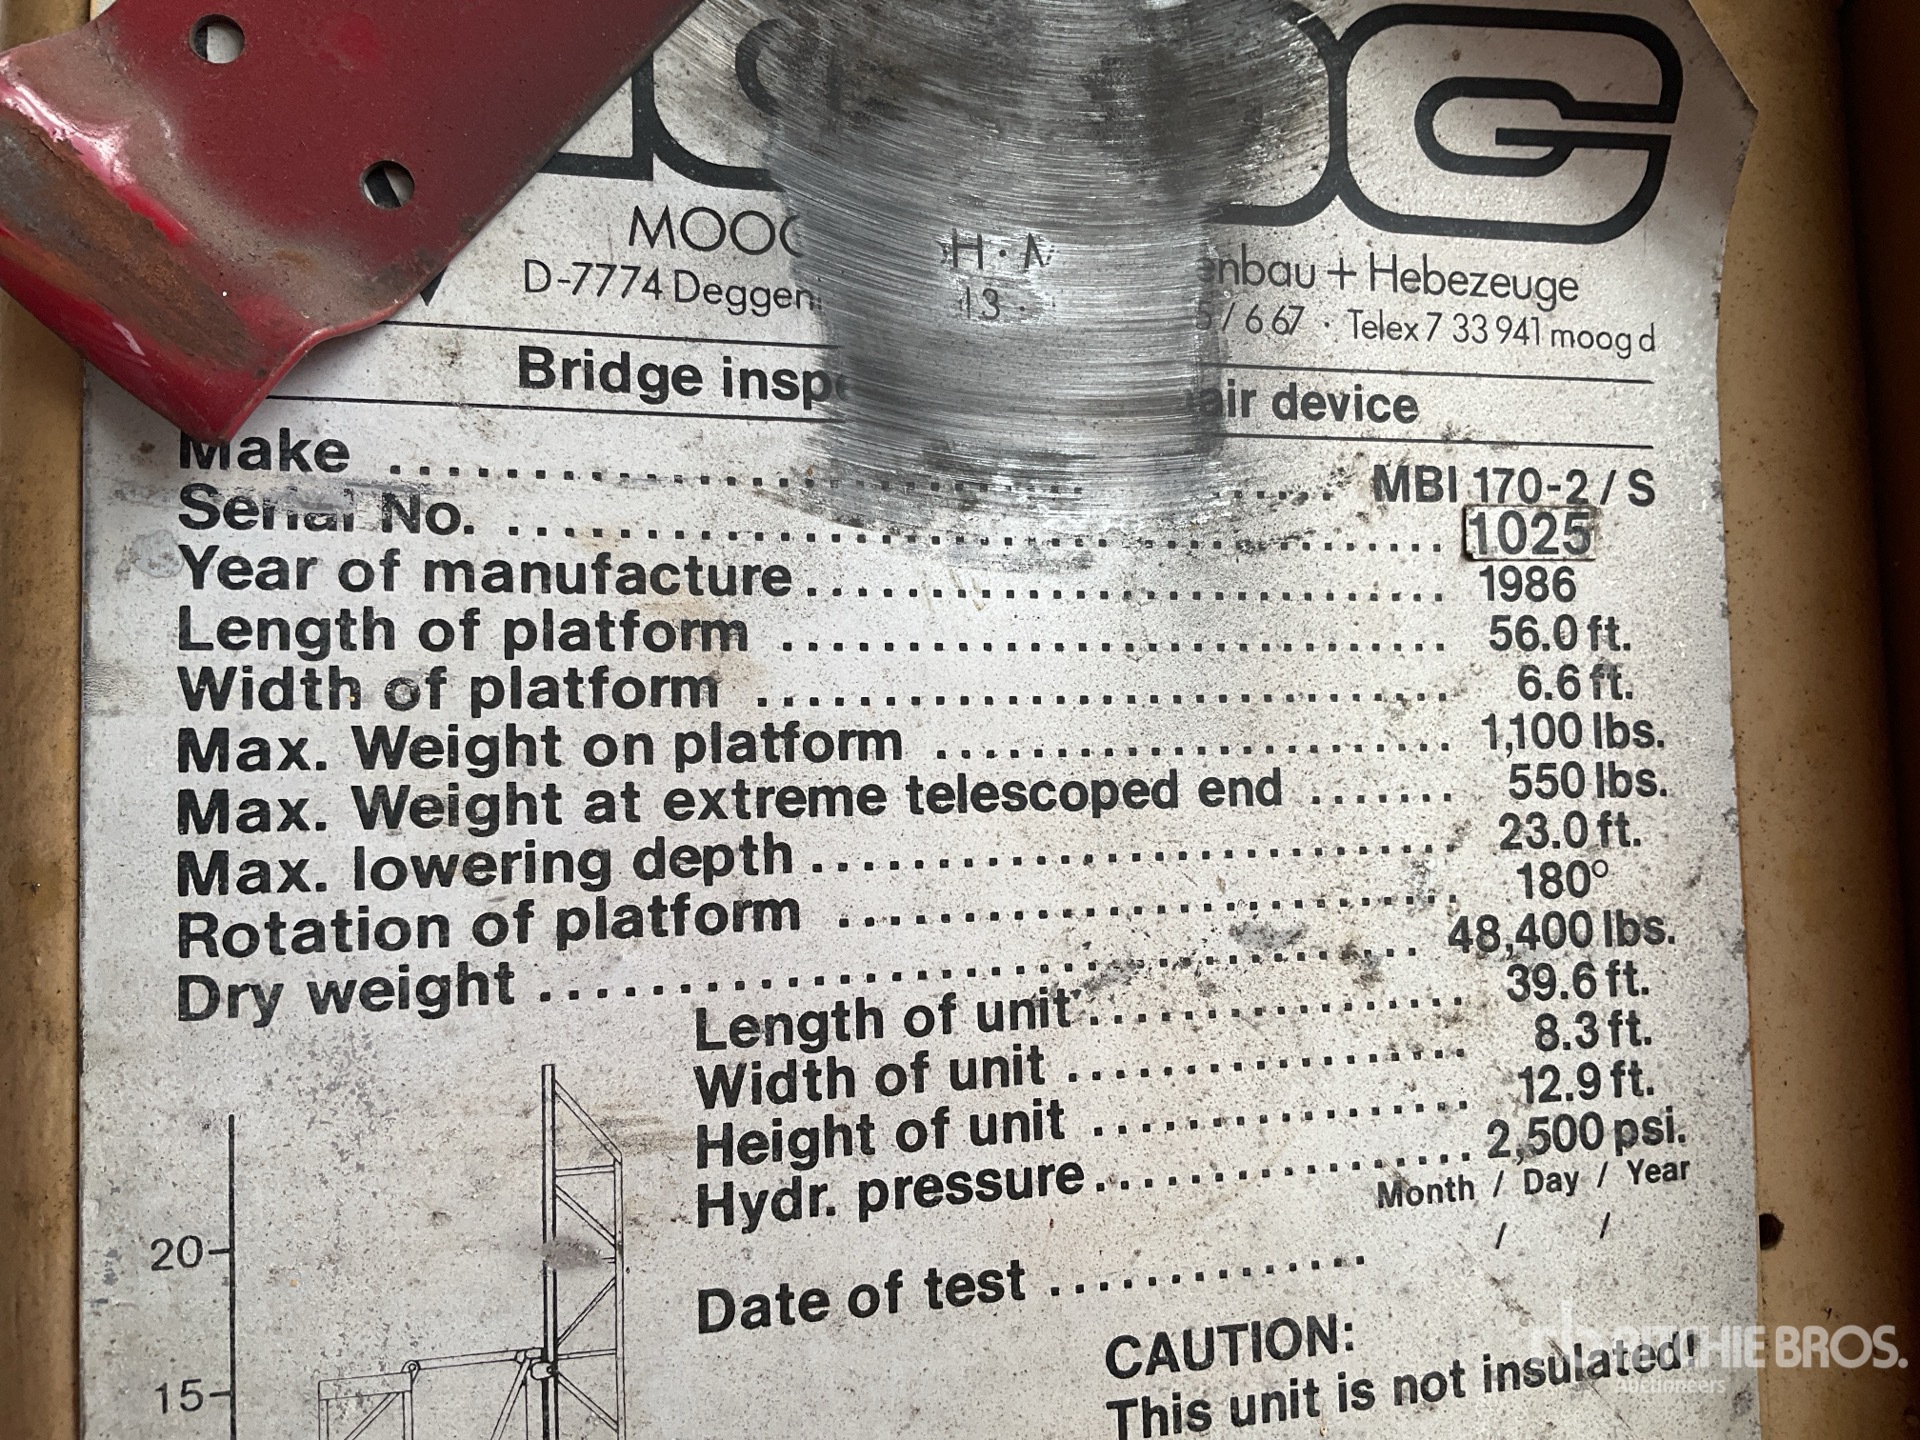 OG
MOOG H · M enbau + Hebezeuge
D-7774 Deggen 13 · / 6 67 · Telex 7 33 941 moog d
Bridge insp air device
Make MBI 170-2 / S
Serial No. 1025
Year of manufacture 1986
Length of platform 56.0 ft.
Width of platform 6.6 ft.
Max. Weight on platform 1,100 lbs.
Max. Weight at extreme telescoped end 550 lbs.
Max. lowering depth 23.0 ft.
Rotation of platform 180°
Dry weight 48,400 lbs.
Length of unit 39.6 ft.
Width of unit 8.3 ft.
Height of unit 12.9 ft.
Hydr. pressure 2,500 psi.
Month / Day / Year
Date of test / /
CAUTION:
This unit is not insulated!
20
15
rb RITCHIE BROS.
Auctioneers